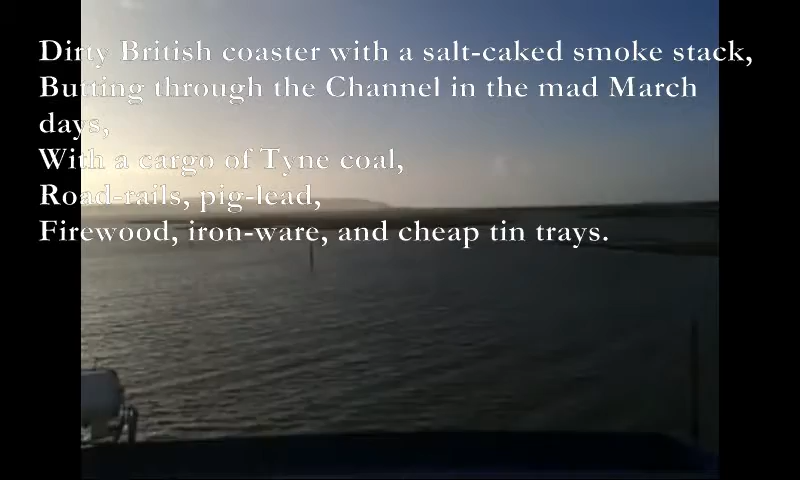 Dirty British coaster with a salt-caked smoke stack,
Butting through the Channel in the mad March
days,
With a cargo of Tyne coal,
Road-rails, pig-lead,
Firewood, iron-ware, and cheap tin trays.